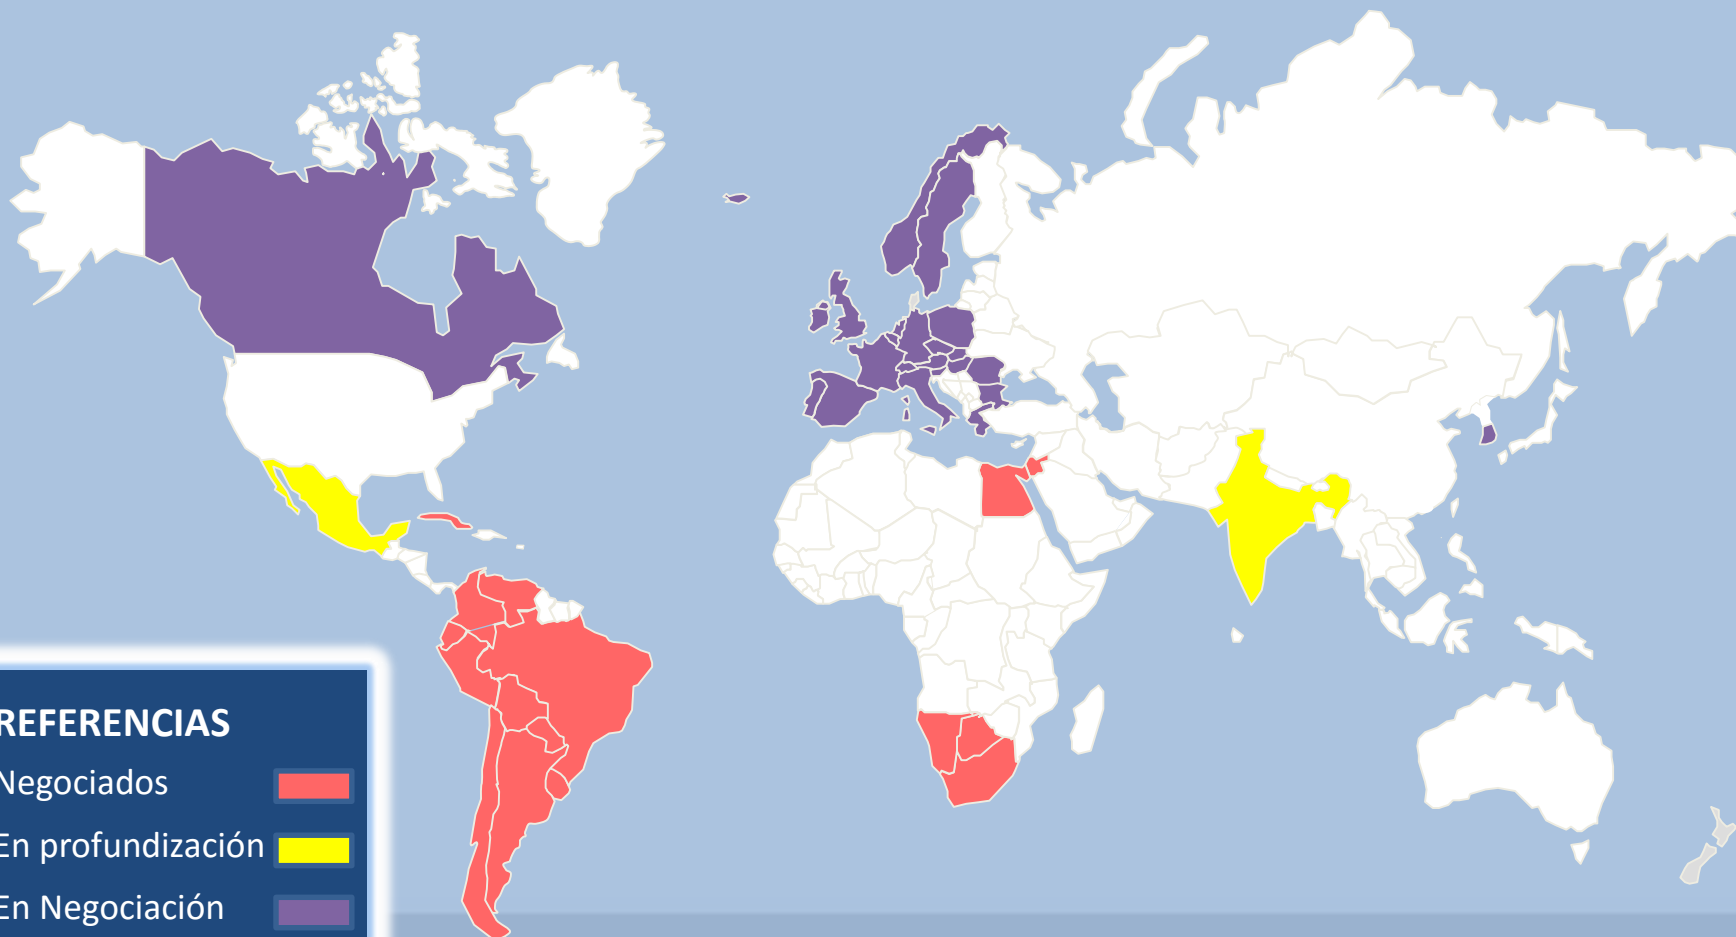 REFERENCIAS
Negociados
En profundización
En Negociación